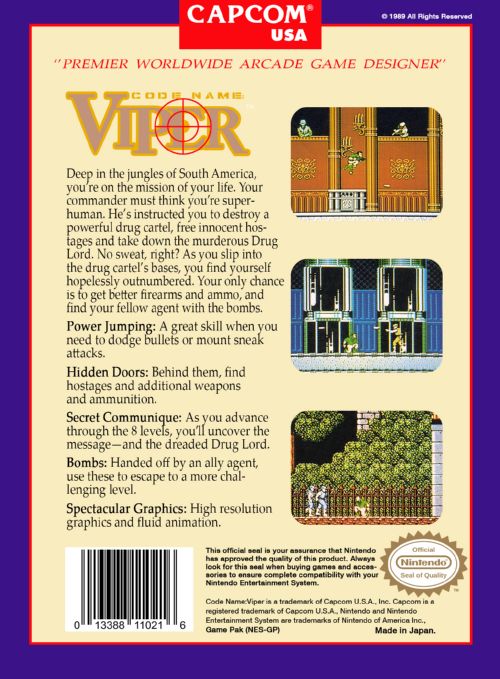 CAPCOM®
USA
© 1989 All Rights Reserved
"PREMIER WORLDWIDE ARCADE GAME DESIGNER"
CODE NAME:
VIPER™
Deep in the jungles of South America,
you're on the mission of your life. Your
commander must think you're super-
human. He's instructed you to destroy a
powerful drug cartel, free innocent hos-
tages and take down the murderous Drug
Lord. No sweat, right? As you slip into
the drug cartel's bases, you find yourself
hopelessly outnumbered. Your only chance
is to get better firearms and ammo, and
find your fellow agent with the bombs.
Power Jumping: A great skill when you
need to dodge bullets or mount sneak
attacks.
Hidden Doors: Behind them, find
hostages and additional weapons
and ammunition.
Secret Communique: As you advance
through the 8 levels, you'll uncover the
message—and the dreaded Drug Lord.
Bombs: Handed off by an ally agent,
use these to escape to a more chal-
lenging level.
Spectacular Graphics: High resolution
graphics and fluid animation.
0 13388 11021 6
This official seal is your assurance that Nintendo
has approved the quality of this product. Always
look for this seal when buying games and acces-
sories to ensure complete compatibility with your
Nintendo Entertainment System.
Official
Nintendo
Seal of Quality
™
Code Name:Viper is a trademark of Capcom U.S.A., Inc. Capcom is a
registered trademark of Capcom U.S.A., Nintendo and Nintendo
Entertainment System are trademarks of Nintendo of America Inc.,
Game Pak (NES-GP)
Made in Japan.